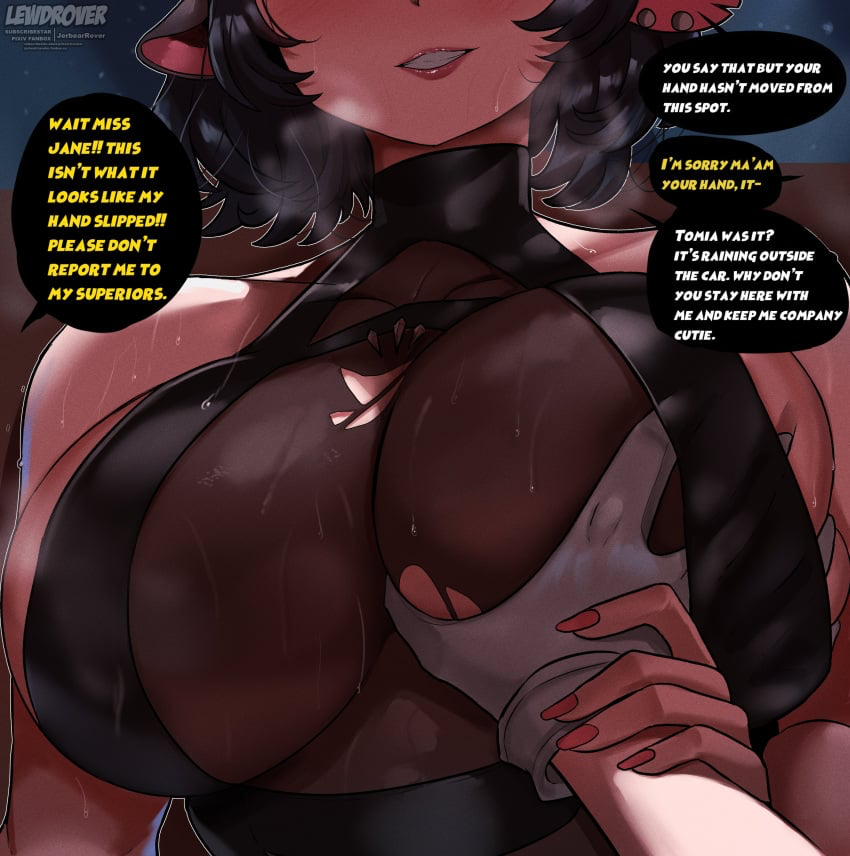 LEWDROVER
SUBSCRIBESTAR
PIXIV FANBOX
JerbearRover
WAIT MISS
JANE!! THIS
ISN'T WHAT IT
LOOKS LIKE MY
HAND SLIPPED!!
PLEASE DON'T
REPORT ME TO
MY SUPERIORS.
YOU SAY THAT BUT YOUR
HAND HASN'T MOVED FROM
THIS SPOT.
I'M SORRY MA'AM
YOUR HAND, IT-
TOMIA WAS IT?
IT'S RAINING OUTSIDE
THE CAR. WHY DON'T
YOU STAY HERE WITH
ME AND KEEP ME COMPANY
CUTIE.